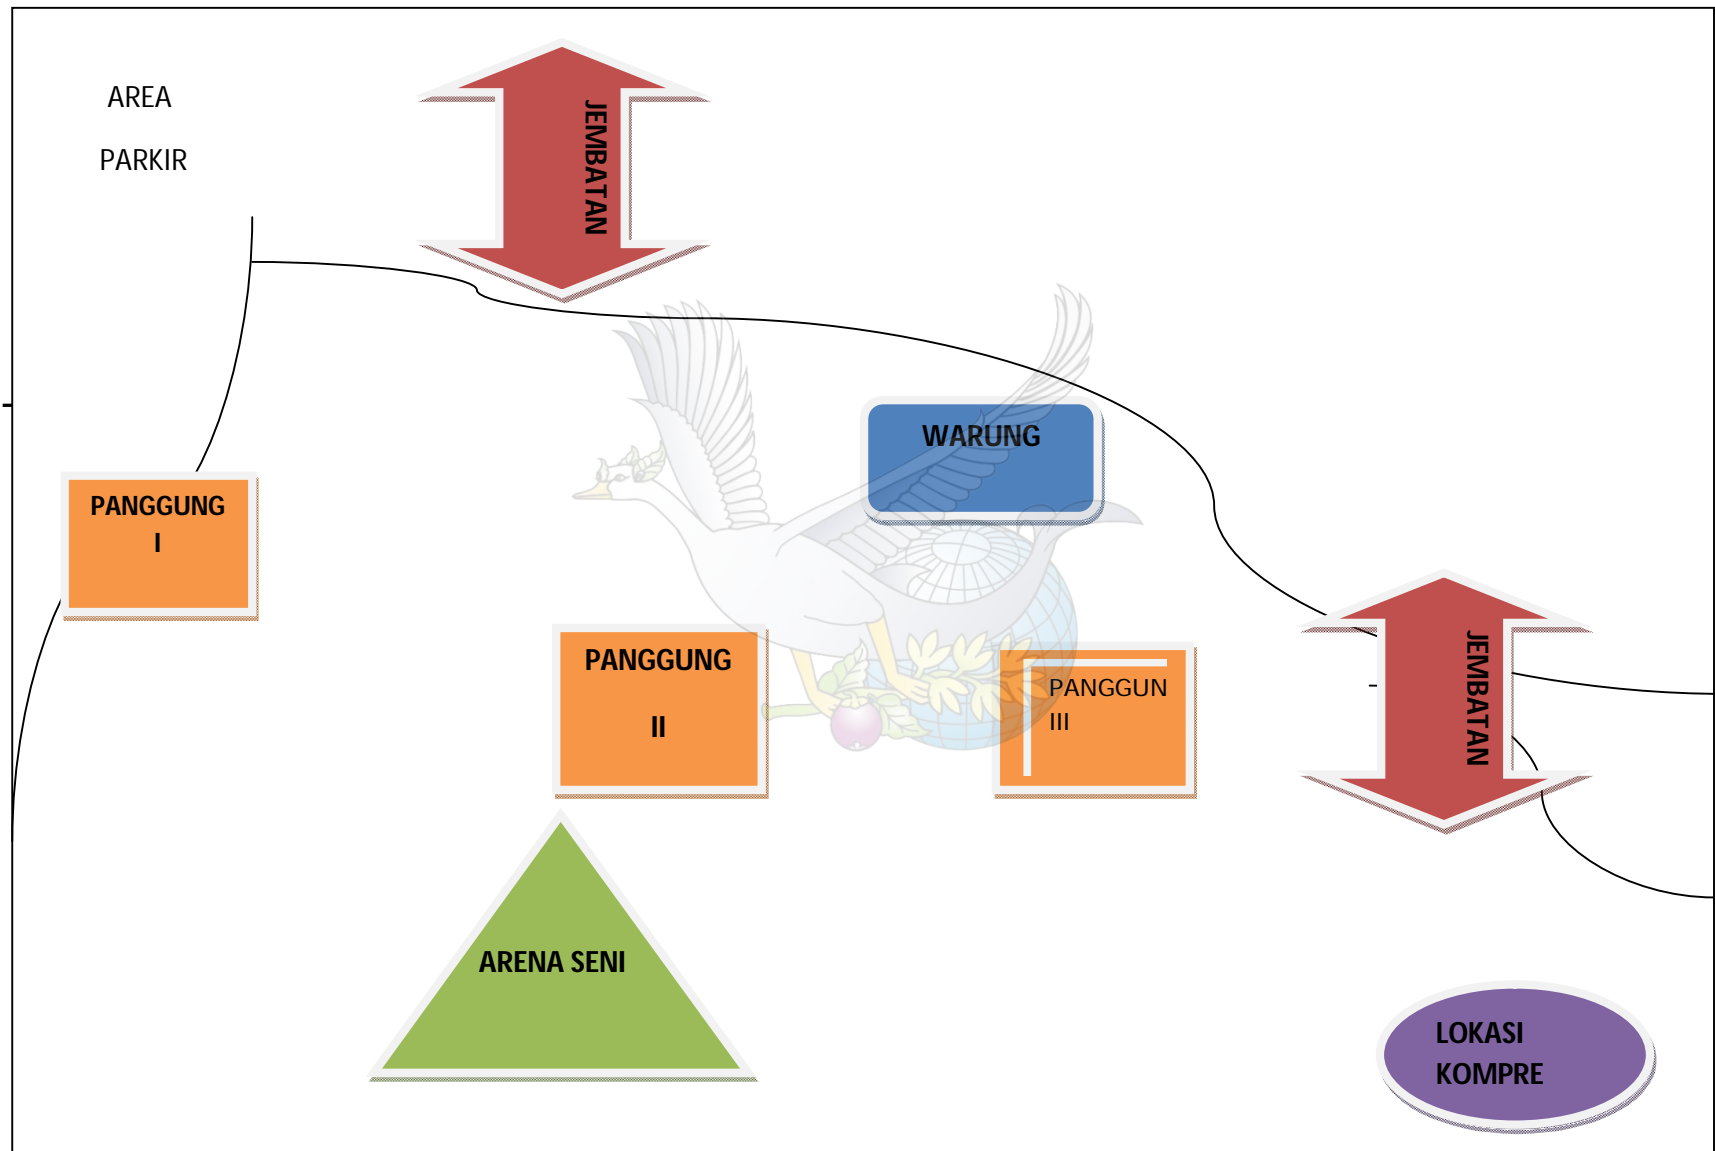 AREA
PARKIR
JEMBATAN
WARUNG
PANGGUNG
I
PANGGUNG
II
PANGGUN
III
JEMBATAN
ARENA SENI
LOKASI
KOMPRE